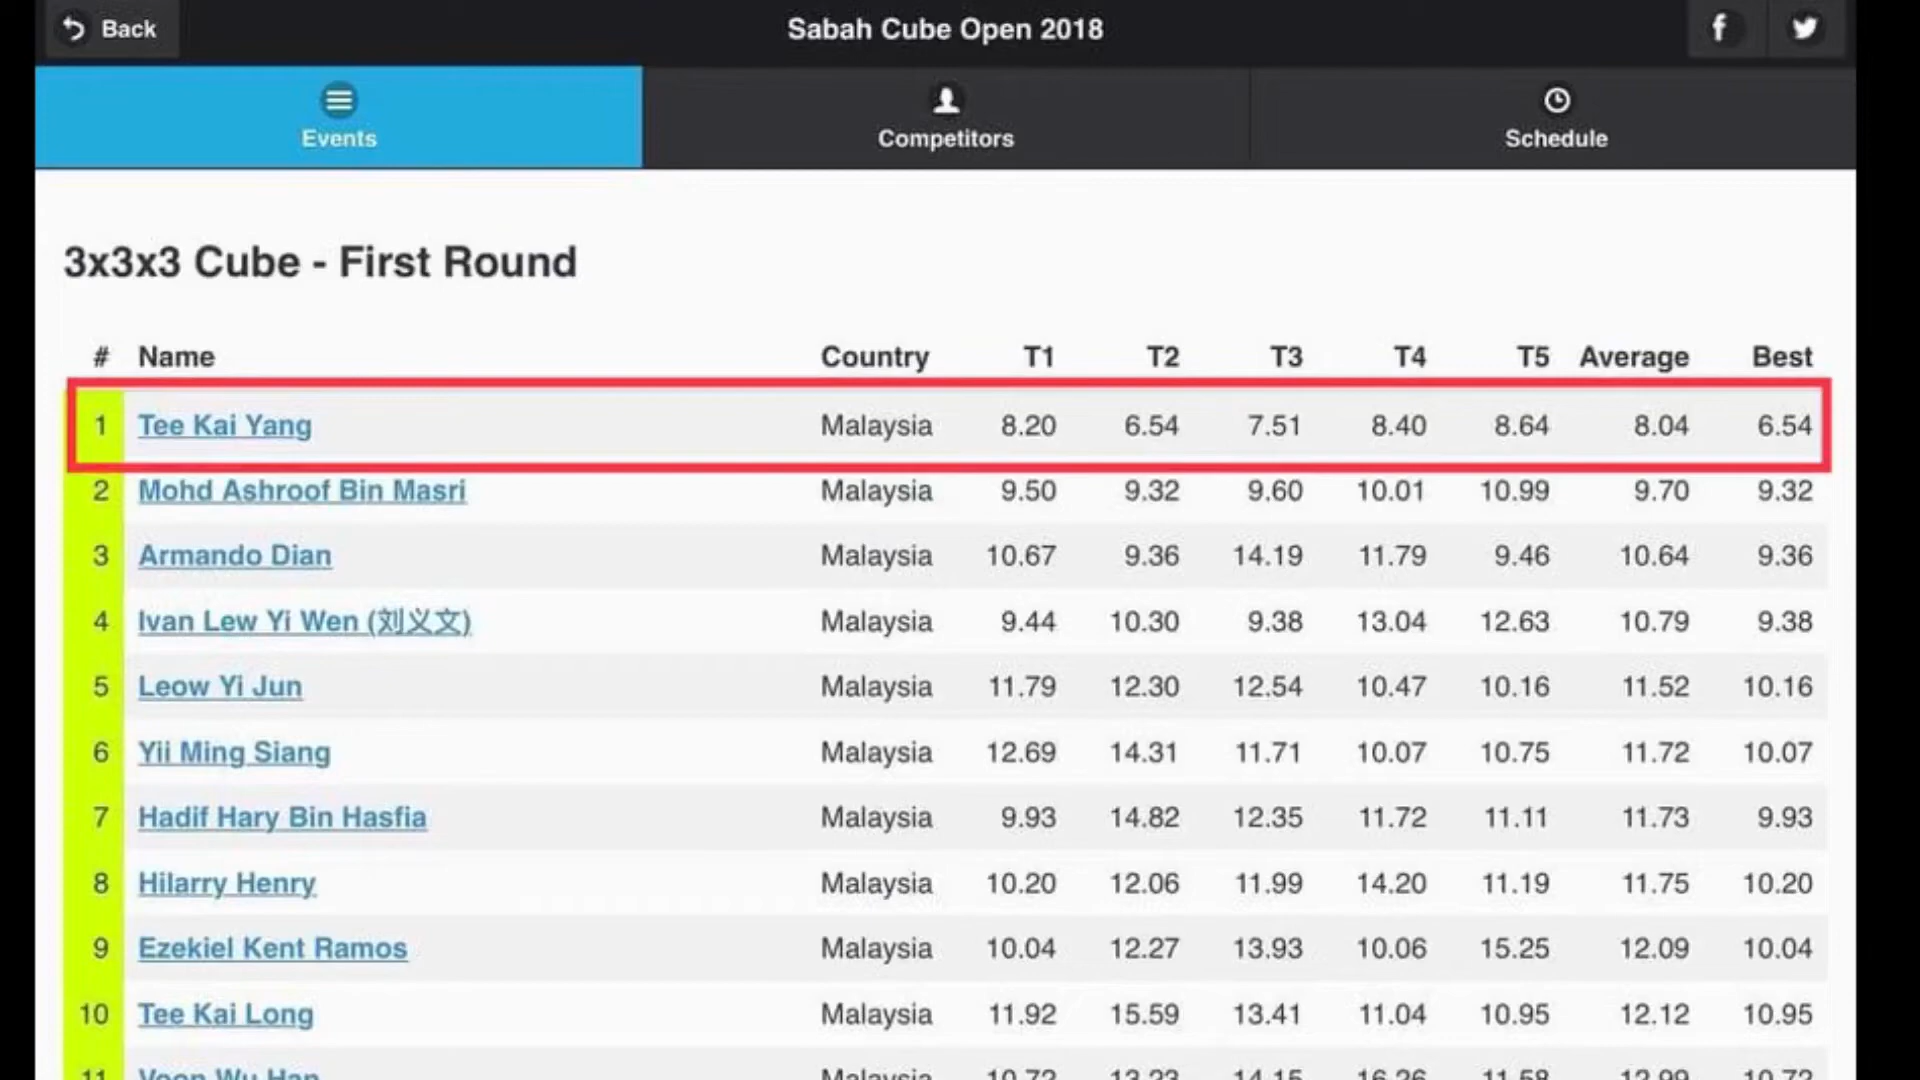 Back
Sabah Cube Open 2018
Events
Competitors
Schedule
3x3x3 Cube - First Round
# Name Country T1 T2 T3 T4 T5 Average Best
1 Tee Kai Yang Malaysia 8.20 6.54 7.51 8.40 8.64 8.04 6.54
2 Mohd Ashroof Bin Masri Malaysia 9.50 9.32 9.60 10.01 10.99 9.70 9.32
3 Armando Dian Malaysia 10.67 9.36 14.19 11.79 9.46 10.64 9.36
4 Ivan Lew Yi Wen (刘义文) Malaysia 9.44 10.30 9.38 13.04 12.63 10.79 9.38
5 Leow Yi Jun Malaysia 11.79 12.30 12.54 10.47 10.16 11.52 10.16
6 Yii Ming Siang Malaysia 12.69 14.31 11.71 10.07 10.75 11.72 10.07
7 Hadif Hary Bin Hasfia Malaysia 9.93 14.82 12.35 11.72 11.11 11.73 9.93
8 Hilarry Henry Malaysia 10.20 12.06 11.99 14.20 11.19 11.75 10.20
9 Ezekiel Kent Ramos Malaysia 10.04 12.27 13.93 10.06 15.25 12.09 10.04
10 Tee Kai Long Malaysia 11.92 15.59 13.41 11.04 10.95 12.12 10.95
11 Voon Wu Han Malaysia 10.72